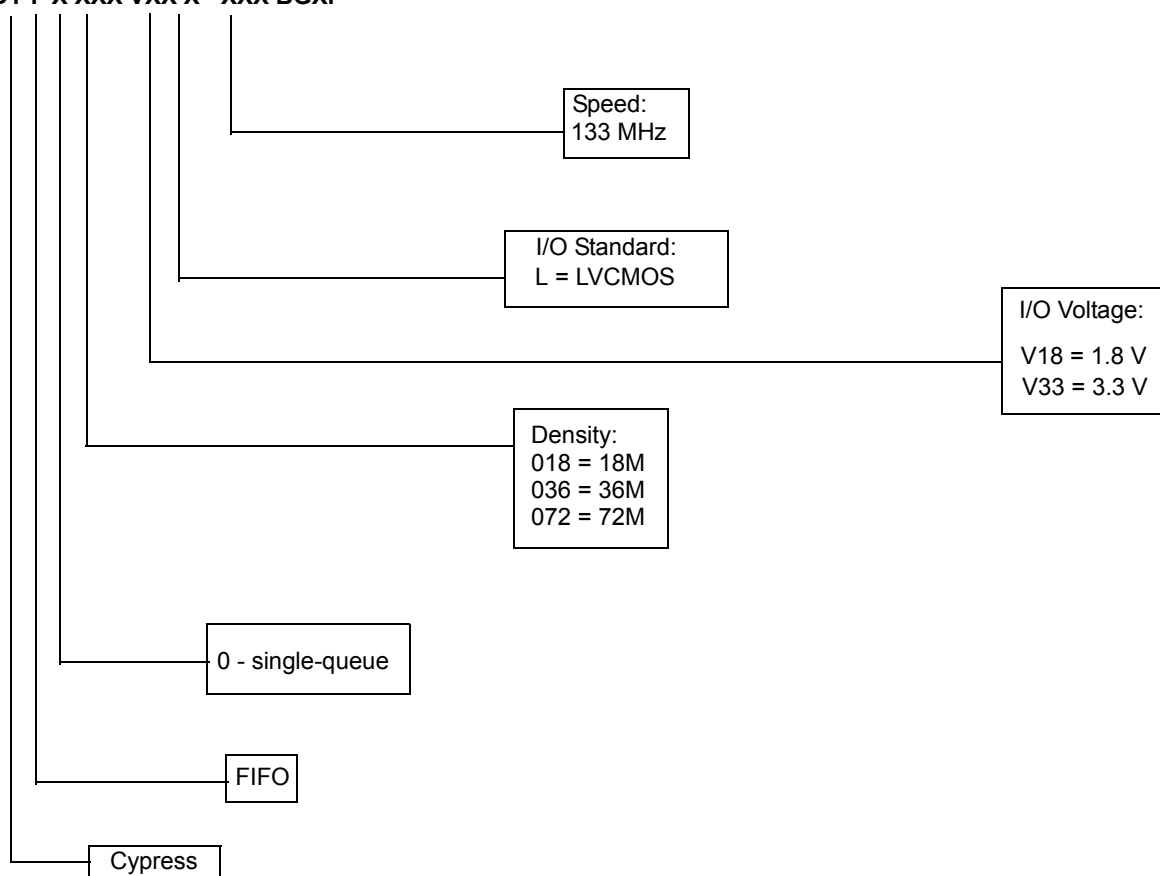 Speed:
133 MHz
I/O Standard:
L = LVCMOS
I/O Voltage:
V18 = 1.8 V
V33 = 3.3 V
Density:
018 = 18M
036 = 36M
072 = 72M
0 - single-queue
FIFO
Cypress